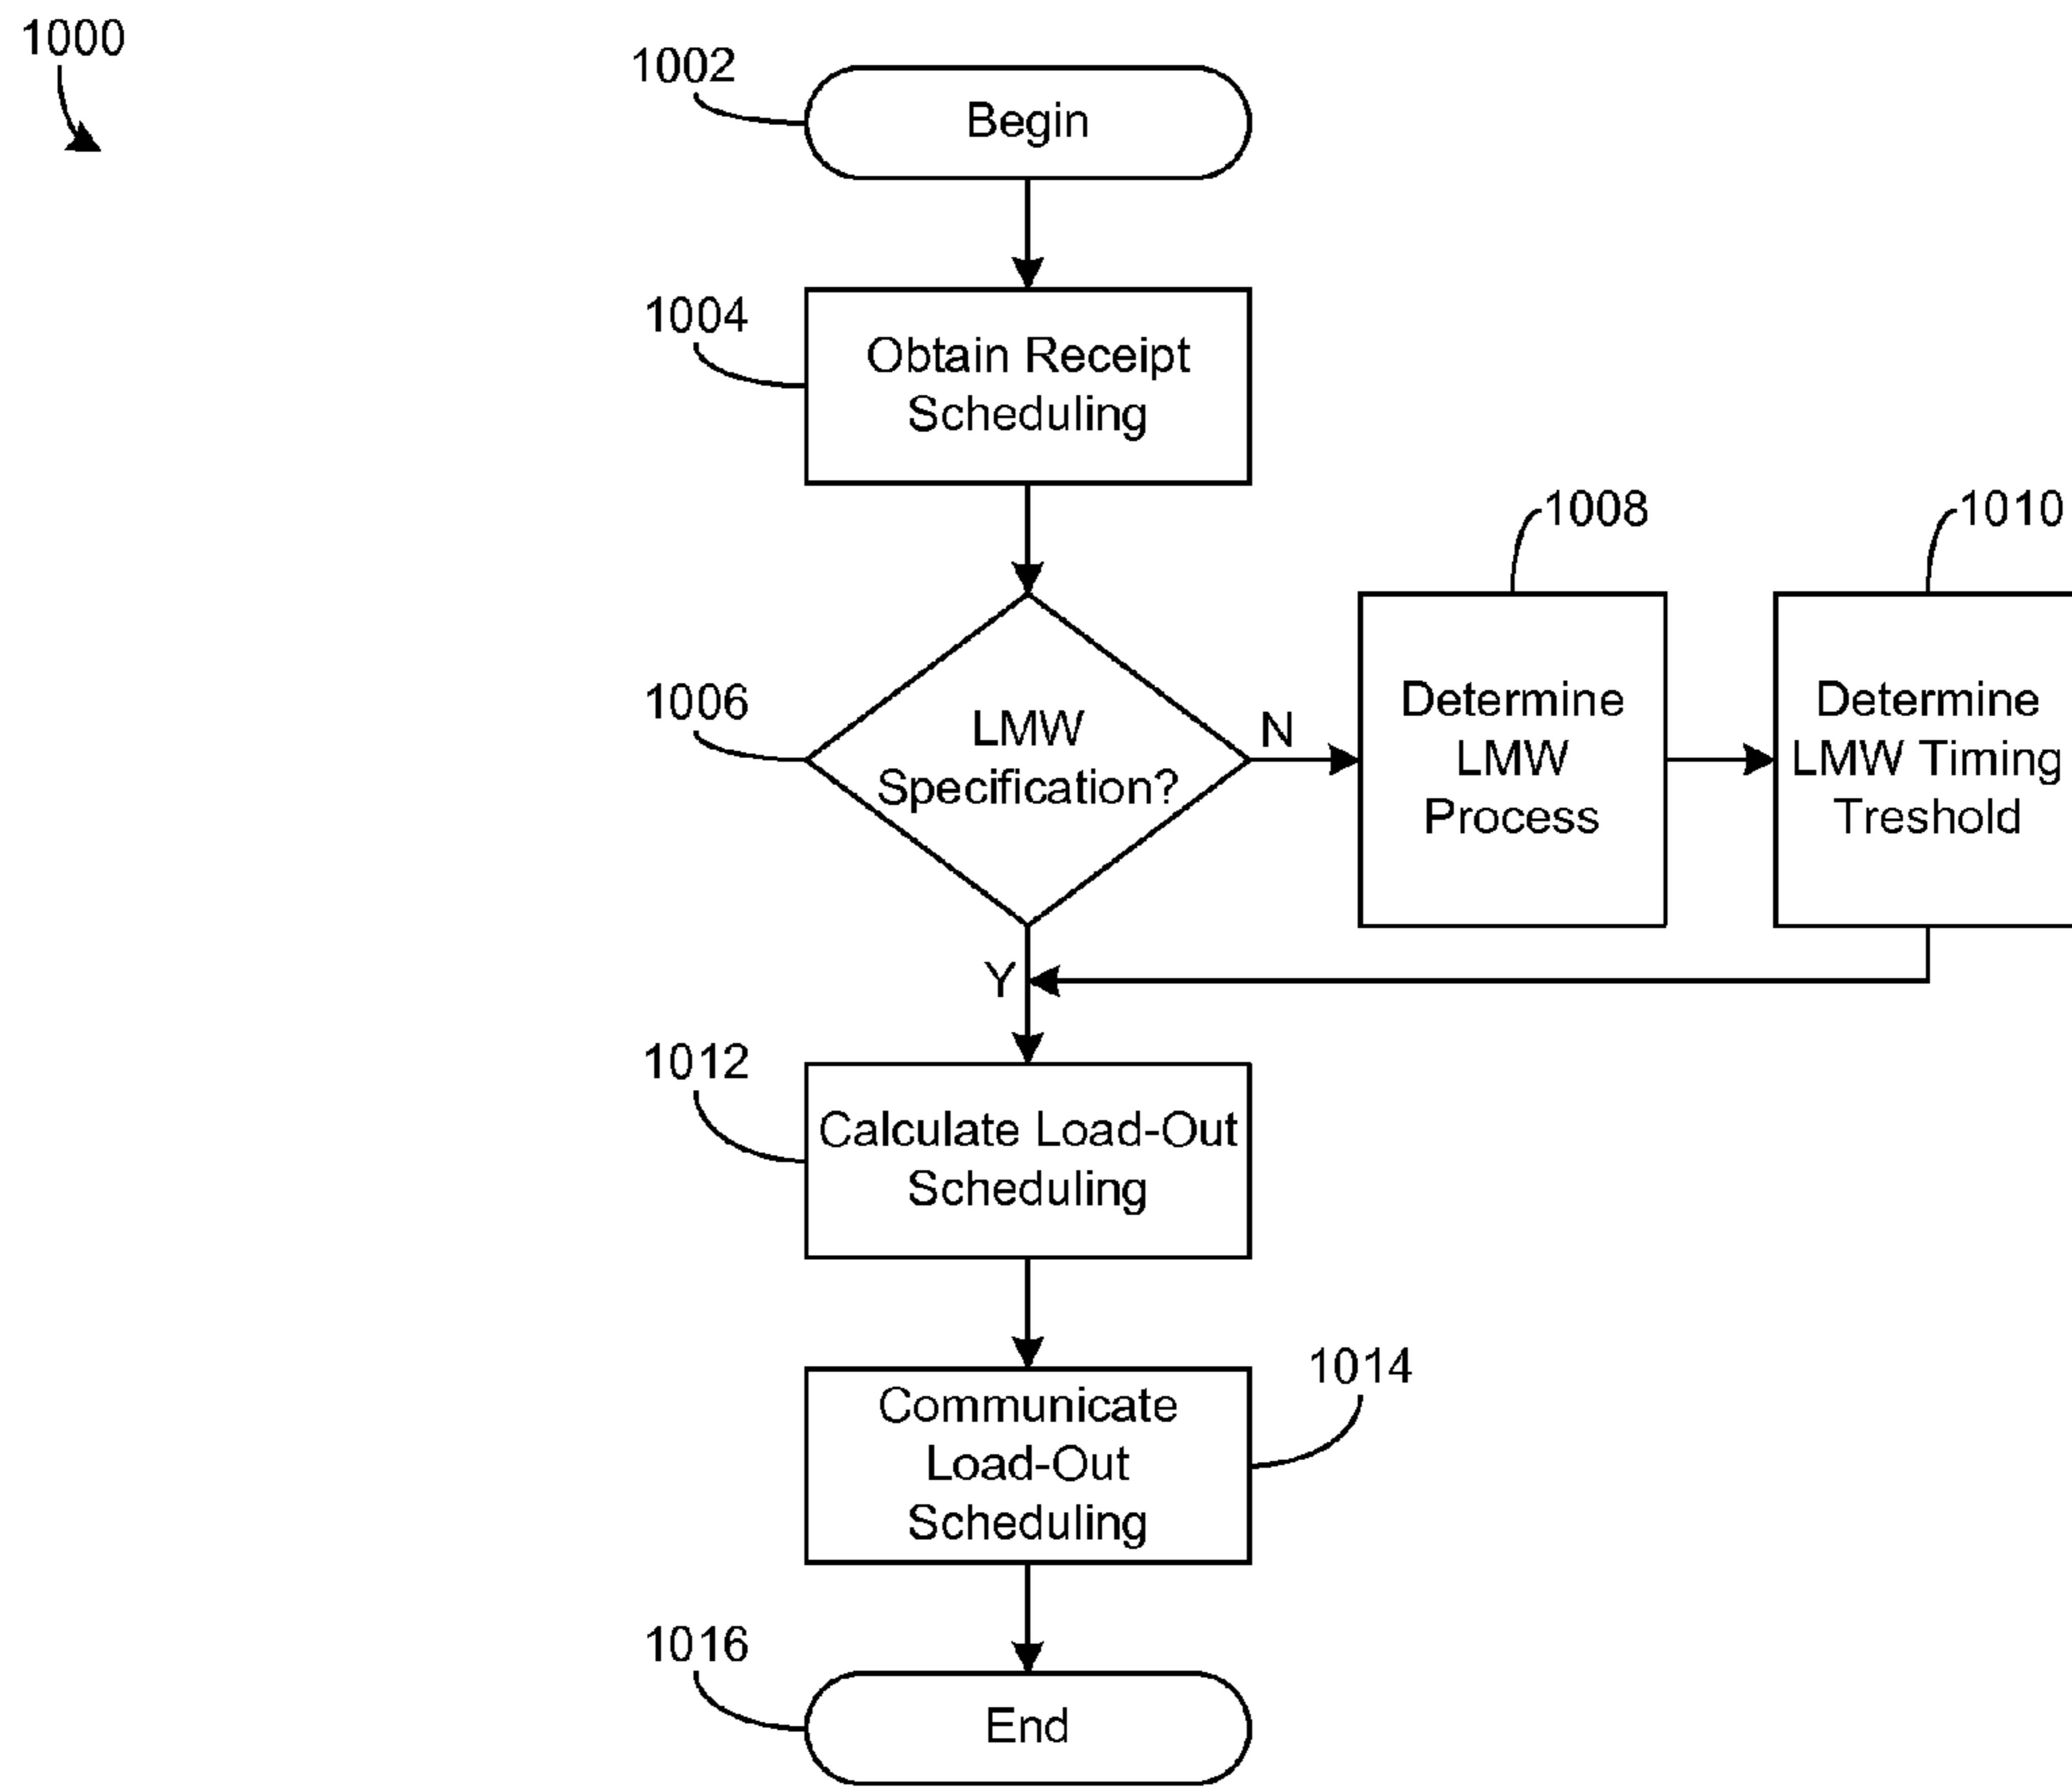 1000
1002
Begin
1004
Obtain Receipt
Scheduling
1006
LMW
Specification?
N
1008
Determine
LMW
Process
1010
Determine
LMW Timing
Treshold
Y
1012
Calculate Load-Out
Scheduling
1014
Communicate
Load-Out
Scheduling
1016
End